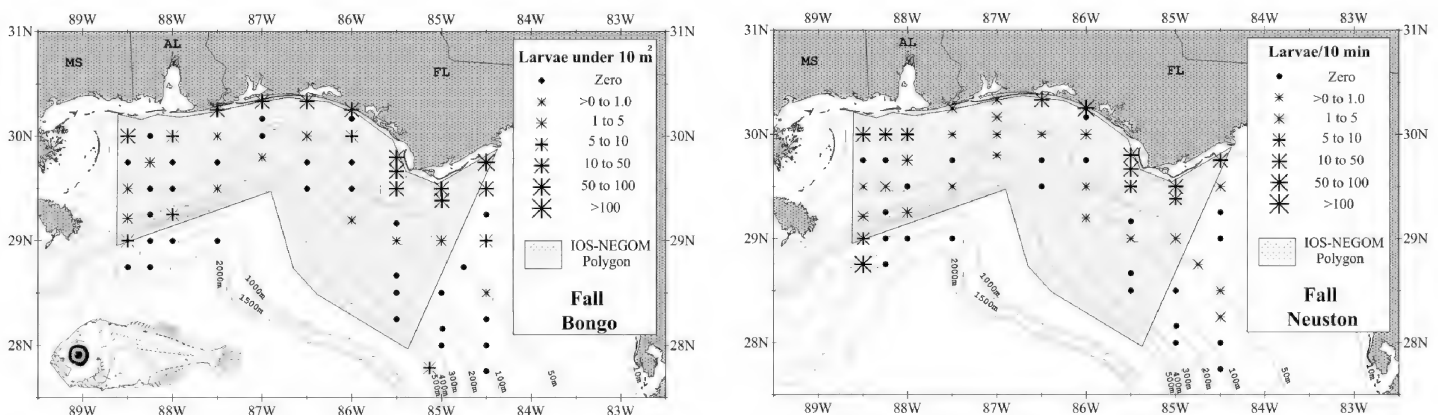 89W 88W 87W 86W 85W 84W 83W
31N
30N
29N
28N
MS
AL
FL
Larvae under 10 m²
Zero
>0 to 1.0
1 to 5
5 to 10
10 to 50
50 to 100
>100
IOS-NEGOM
Polygon
Fall
Bongo
2000m
1000m
1500m
500m
400m
300m
200m
100m
50m
10m
89W 88W 87W 86W 85W 84W 83W
89W 88W 87W 86W 85W 84W 83W
31N 31N
30N 30N
29N 29N
28N 28N
MS
AL
FL
Larvae/10 min
Zero
>0 to 1.0
1 to 5
5 to 10
10 to 50
50 to 100
>100
IOS-NEGOM
Polygon
Fall
Neuston
2000m
1000m
1500m
500m
400m
300m
200m
100m
50m
10m
89W 88W 87W 86W 85W 84W 83W